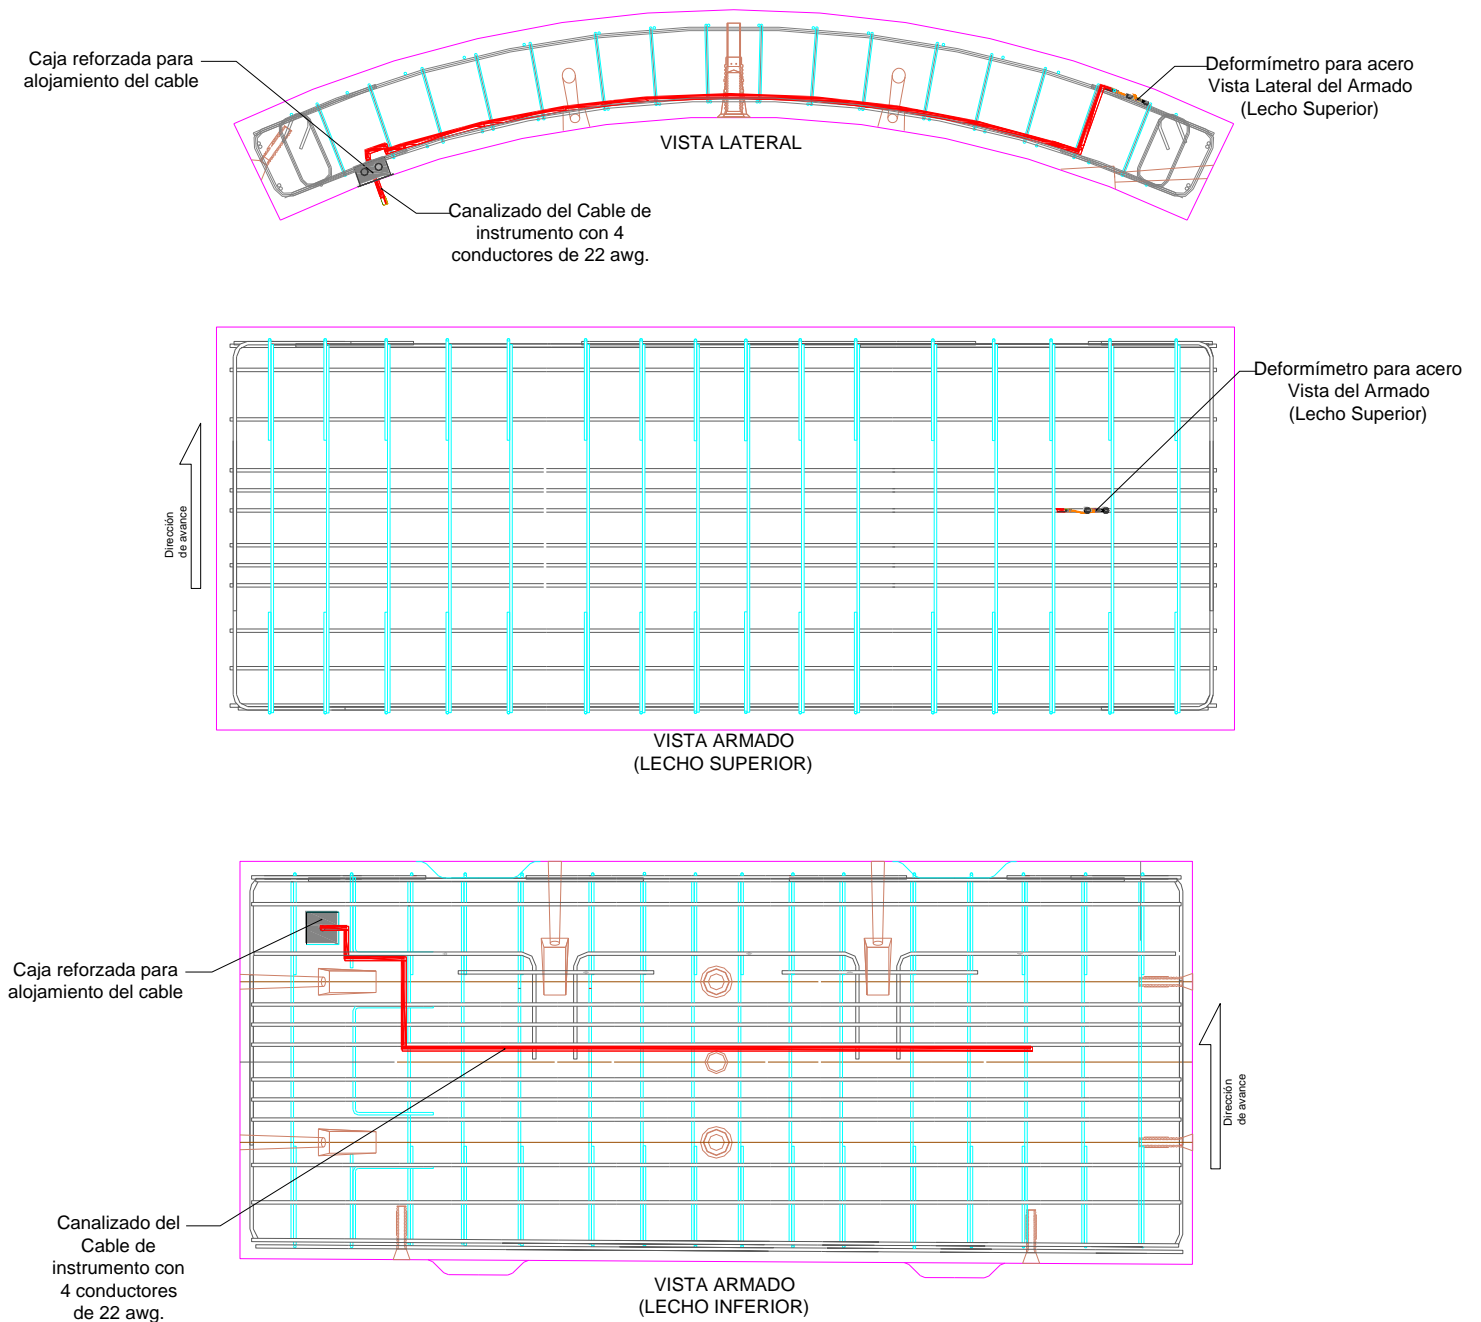 Caja reforzada para
alojamiento del cable
Deformímetro para acero
Vista Lateral del Armado
(Lecho Superior)
VISTA LATERAL
Canalizado del Cable de
instrumento con 4
conductores de 22 awg.
Deformímetro para acero
Vista del Armado
(Lecho Superior)
Dirección
de avance
VISTA ARMADO
(LECHO SUPERIOR)
Caja reforzada para
alojamiento del cable
Dirección
de avance
Canalizado del
Cable de
instrumento con
4 conductores
de 22 awg.
VISTA ARMADO
(LECHO INFERIOR)